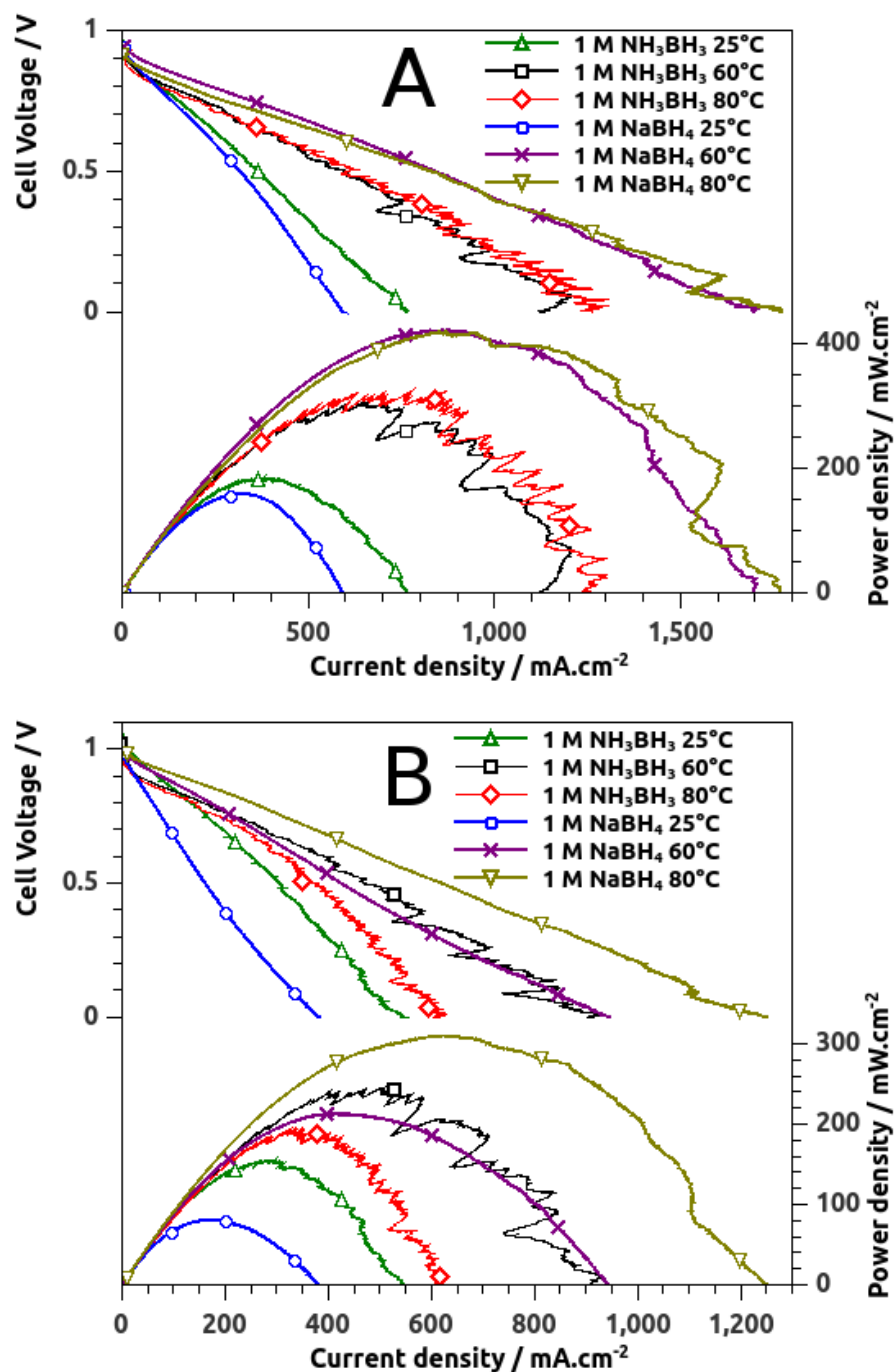 Cell Voltage / V
1
0.5
0
A
1 M NH₃BH₃ 25°C
1 M NH₃BH₃ 60°C
1 M NH₃BH₃ 80°C
1 M NaBH₄ 25°C
1 M NaBH₄ 60°C
1 M NaBH₄ 80°C
400
200
0
Power density / mW.cm⁻²
0 500 1,000 1,500
Current density / mA.cm⁻²
Cell Voltage / V
1
0.5
0
B
1 M NH₃BH₃ 25°C
1 M NH₃BH₃ 60°C
1 M NH₃BH₃ 80°C
1 M NaBH₄ 25°C
1 M NaBH₄ 60°C
1 M NaBH₄ 80°C
300
200
100
0
Power density / mW.cm⁻²
0 200 400 600 800 1,000 1,200
Current density / mA.cm⁻²